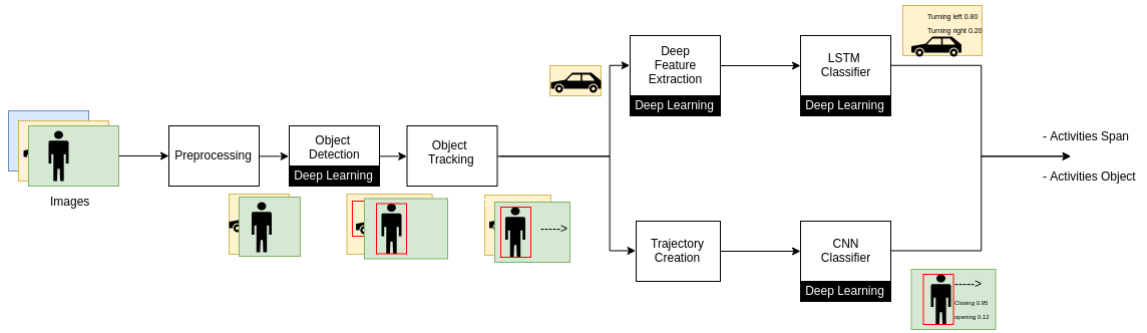 Images
Preprocessing
Object
Detection
Deep Learning
Object
Tracking
----->
Deep
Feature
Extraction
Deep Learning
LSTM
Classifier
Deep Learning
Turning left 0.80
Turning right 0.20
Trajectory
Creation
CNN
Classifier
Deep Learning
----->
Closing 0.95
opening 0.12
- Activities Span
- Activities Object